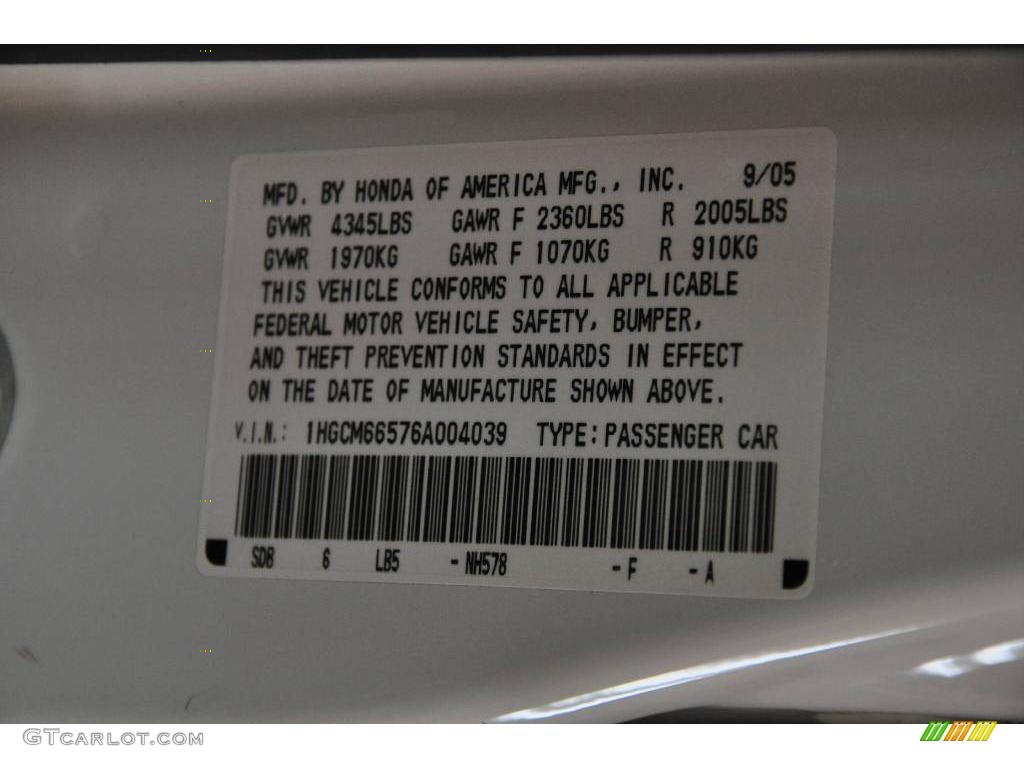 MFD. BY HONDA OF AMERICA MFG., INC. 9/05
GVWR 4345LBS GAWR F 2360LBS R 2005LBS
GVWR 1970KG GAWR F 1070KG R 910KG
THIS VEHICLE CONFORMS TO ALL APPLICABLE
FEDERAL MOTOR VEHICLE SAFETY, BUMPER,
AND THEFT PREVENTION STANDARDS IN EFFECT
ON THE DATE OF MANUFACTURE SHOWN ABOVE.
V.I.N.: 1HGCM66576A004039 TYPE: PASSENGER CAR
SDB 6 LB5 - NH578 - F - A
GTCARLOT.COM